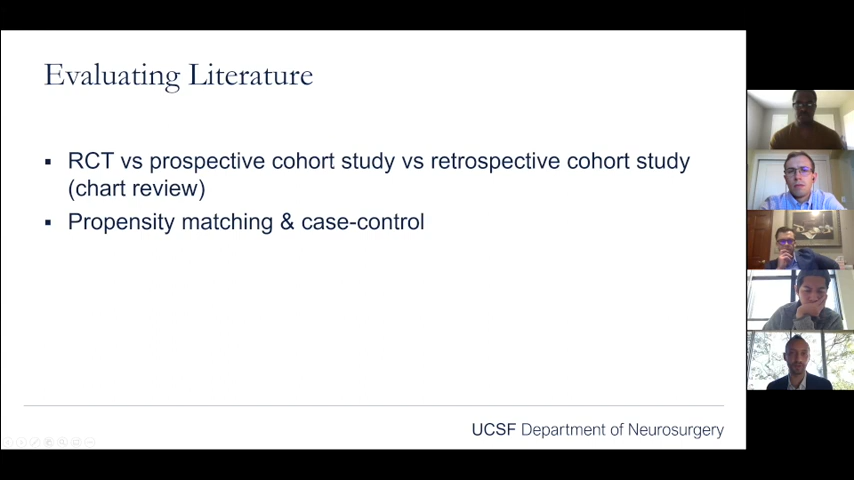 Evaluating Literature
▪ RCT vs prospective cohort study vs retrospective cohort study
(chart review)
▪ Propensity matching & case-control
UCSF Department of Neurosurgery